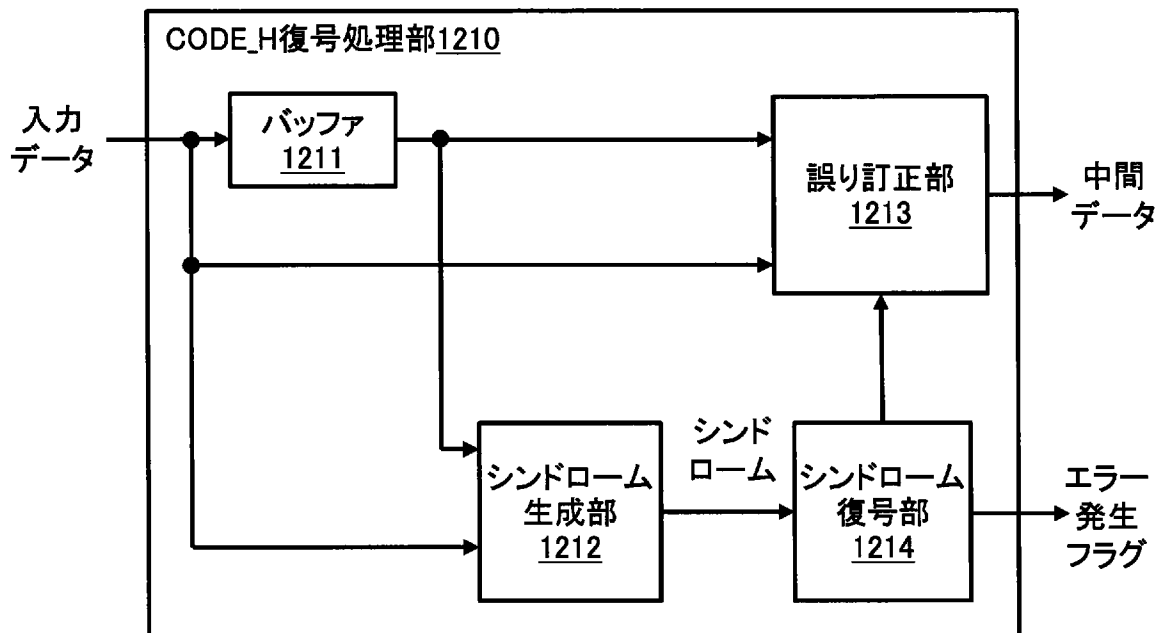 CODE_H復号処理部1210
入力
データ
バッファ
1211
誤り訂正部
1213
中間
データ
シンドローム
生成部
1212
シンド
ローム
シンドローム
復号部
1214
エラー
発生
フラグ